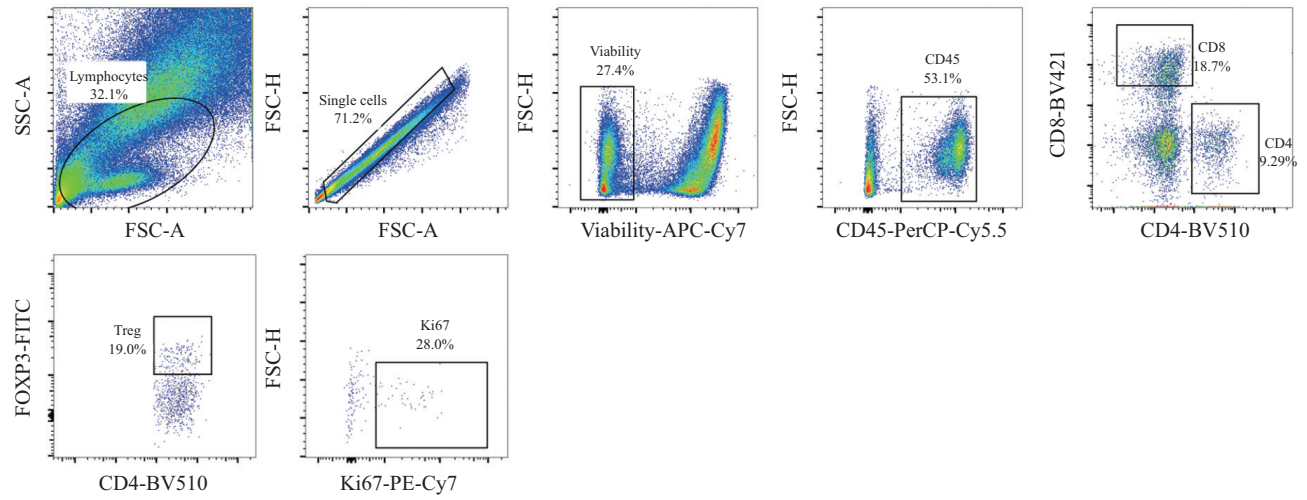 SSC-A
Lymphocytes
32.1%
FSC-A
FSC-H
Single cells
71.2%
FSC-A
FSC-H
Viability
27.4%
Viability-APC-Cy7
FSC-H
CD45
53.1%
CD45-PerCP-Cy5.5
CD8-BV421
CD8
18.7%
CD4
9.29%
CD4-BV510
FOXP3-FITC
Treg
19.0%
CD4-BV510
FSC-H
Ki67
28.0%
Ki67-PE-Cy7